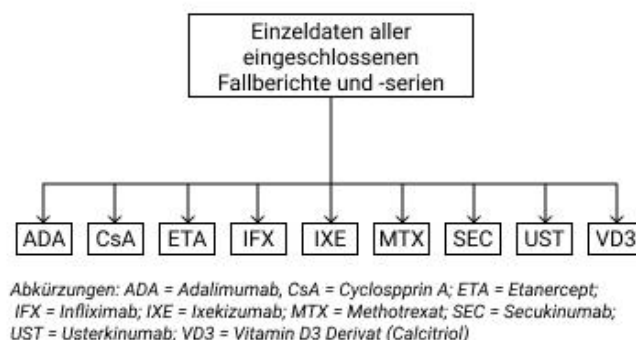 Einzeldaten aller
eingeschlossenen
Fallberichte und -serien
ADA CsA ETA IFX IXE MTX SEC UST VD3
Abkürzungen: ADA = Adalimumab, CsA = Cyclospprin A; ETA = Etanercept;
IFX = Infliximab; IXE = Ixekizumab; MTX = Methotrexat; SEC = Secukinumab;
UST = Usterkinumab; VD3 = Vitamin D3 Derivat (Calcitriol)